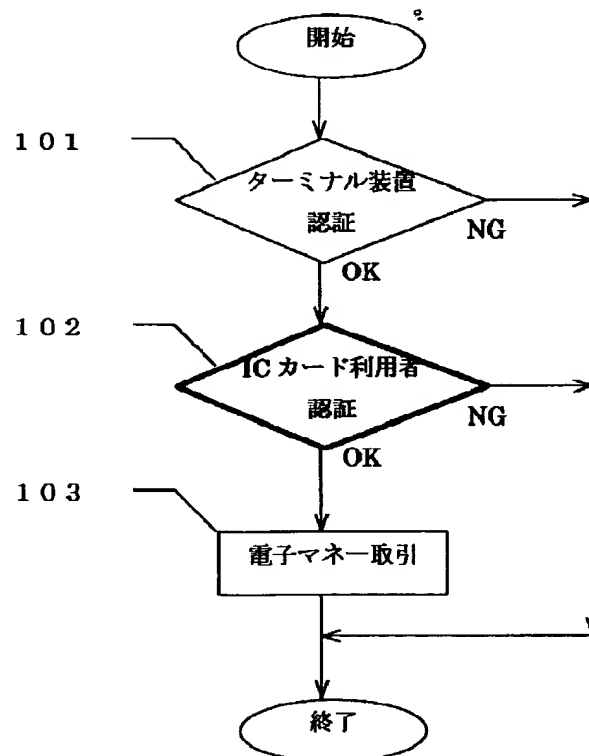 開始
101
ターミナル装置
認証
NG
OK
102
ICカード利用者
認証
NG
OK
103
電子マネー取引
終了